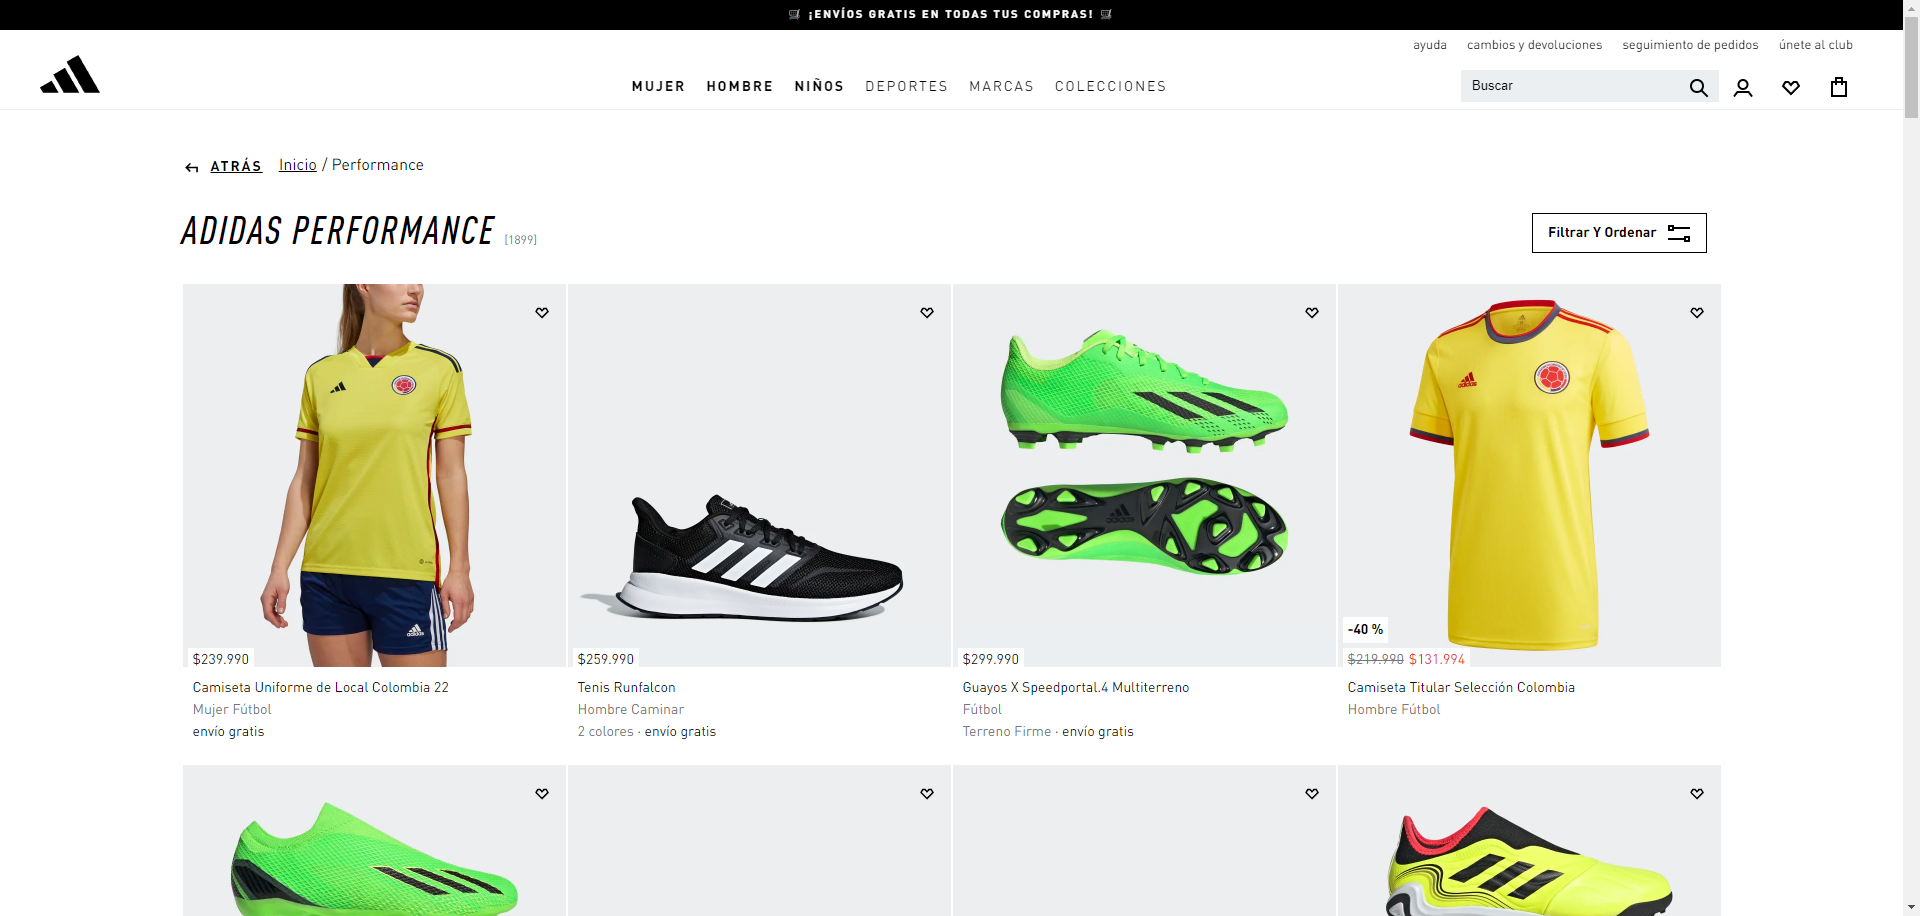 ¡ENVÍOS GRATIS EN TODAS TUS COMPRAS!
ayuda cambios y devoluciones seguimiento de pedidos únete al club
MUJER HOMBRE NIÑOS DEPORTES MARCAS COLECCIONES
Buscar
ATRÁS Inicio / Performance
ADIDAS PERFORMANCE [1899]
Filtrar Y Ordenar
adidas
adidas
adidas
-40 %
$239.990
$259.990
$299.990
$219.990 $131.994
Camiseta Uniforme de Local Colombia 22
Mujer Fútbol
envío gratis
Tenis Runfalcon
Hombre Caminar
2 colores · envío gratis
Guayos X Speedportal.4 Multiterreno
Fútbol
Terreno Firme · envío gratis
Camiseta Titular Selección Colombia
Hombre Fútbol